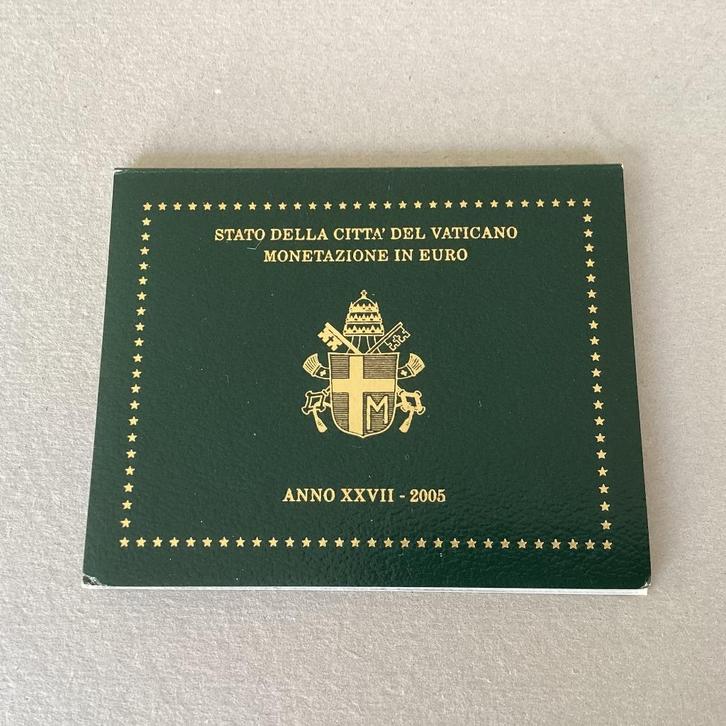 STATO DELLA CITTA' DEL VATICANO
MONETAZIONE IN EURO
M
ANNO XXVII - 2005